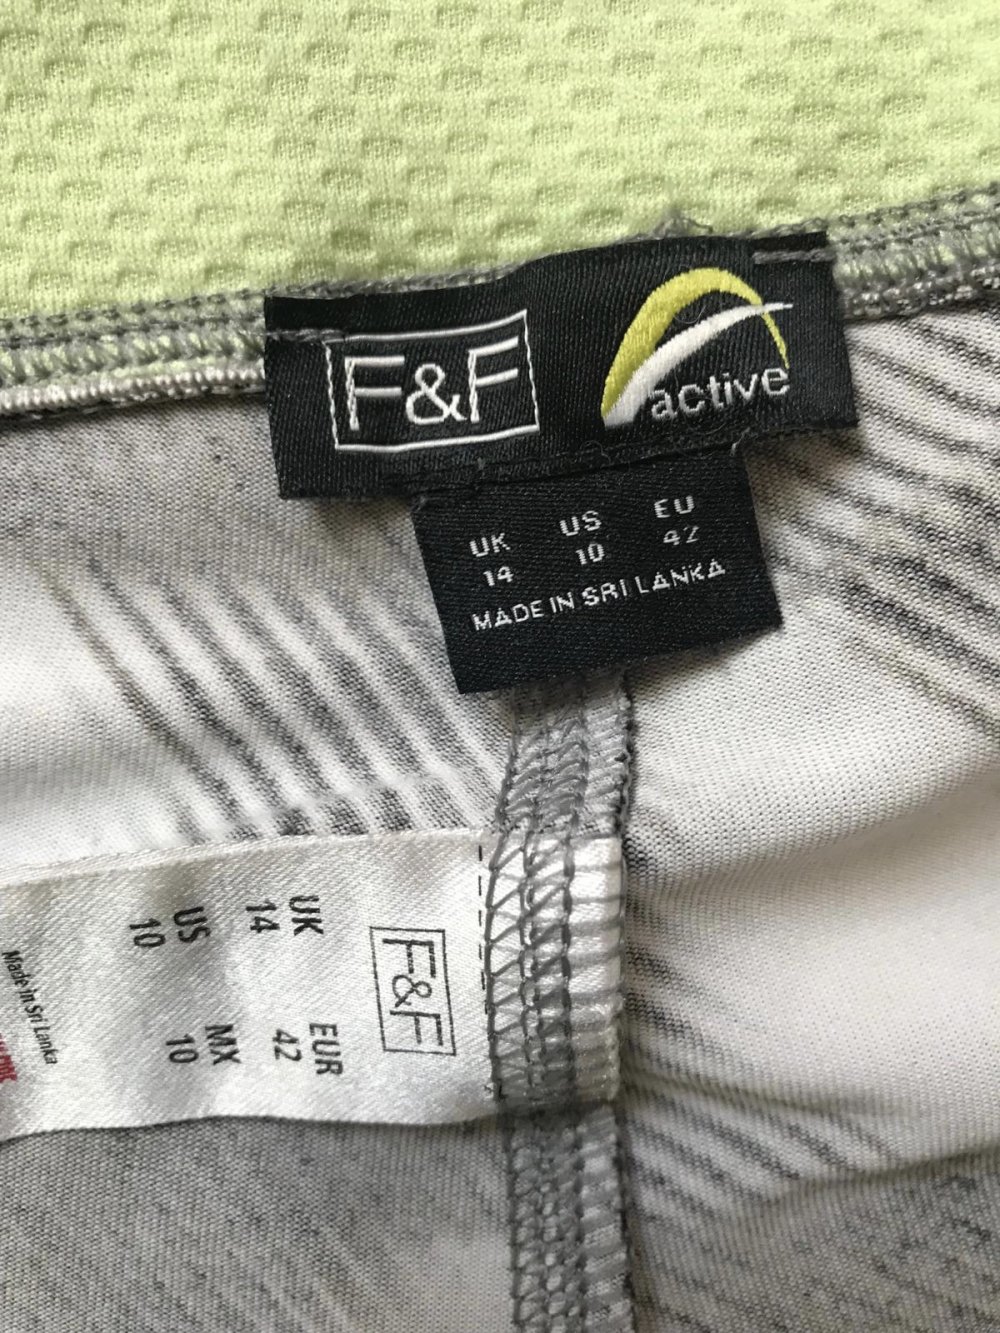 F&F
active
UK US EU
14 10 42
MADE IN SRI LANKA
F&F
UK EUR
14 42
US MX
10 10
Made in Sri Lanka